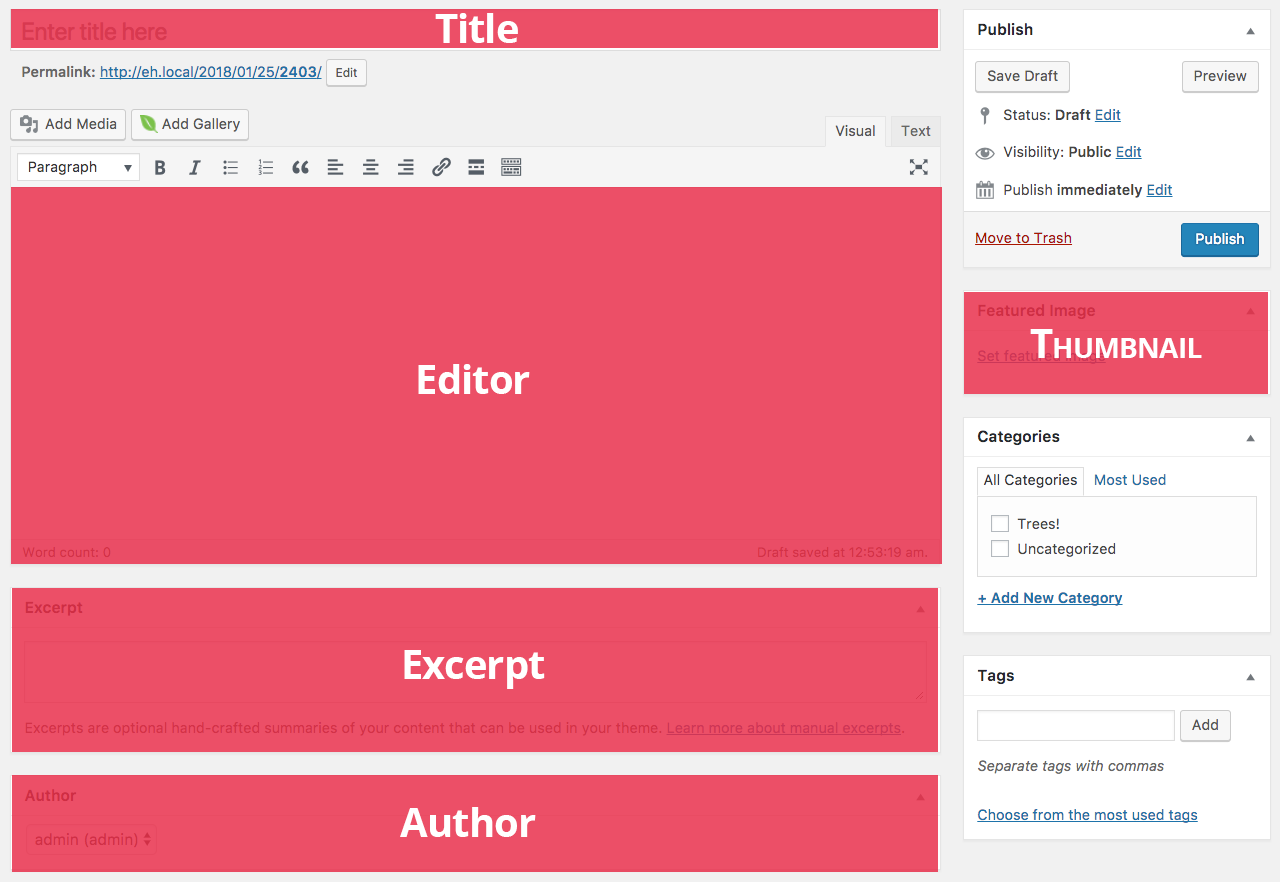 Enter title here
Title
Permalink: http://eh.local/2018/01/25/2403/ Edit
Add Media Add Gallery
Visual Text
Paragraph B I
Editor
Word count: 0 Draft saved at 12:53:19 am.
Excerpt
Excerpt
Excerpts are optional hand-crafted summaries of your content that can be used in your theme. Learn more about manual excerpts.
Author
Author
admin (admin)
Publish
Save Draft Preview
Status: Draft Edit
Visibility: Public Edit
Publish immediately Edit
Move to Trash Publish
Featured Image
Set featured image
THUMBNAIL
Categories
All Categories Most Used
Trees!
Uncategorized
+ Add New Category
Tags
Add
Separate tags with commas
Choose from the most used tags